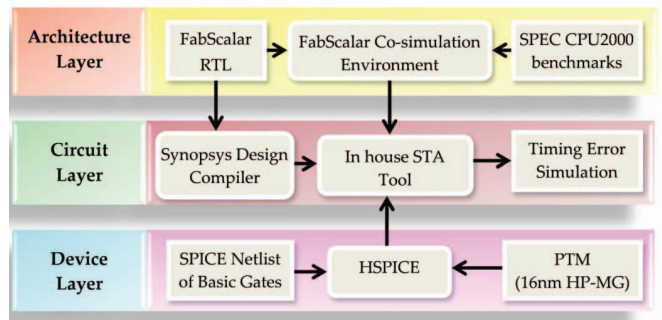 Architecture
Layer
FabScalar
RTL
FabScalar Co-simulation
Environment
SPEC CPU2000
benchmarks
Circuit
Layer
Synopsys Design
Compiler
In house STA
Tool
Timing Error
Simulation
Device
Layer
SPICE Netlist
of Basic Gates
HSPICE
PTM
(16nm HP-MG)